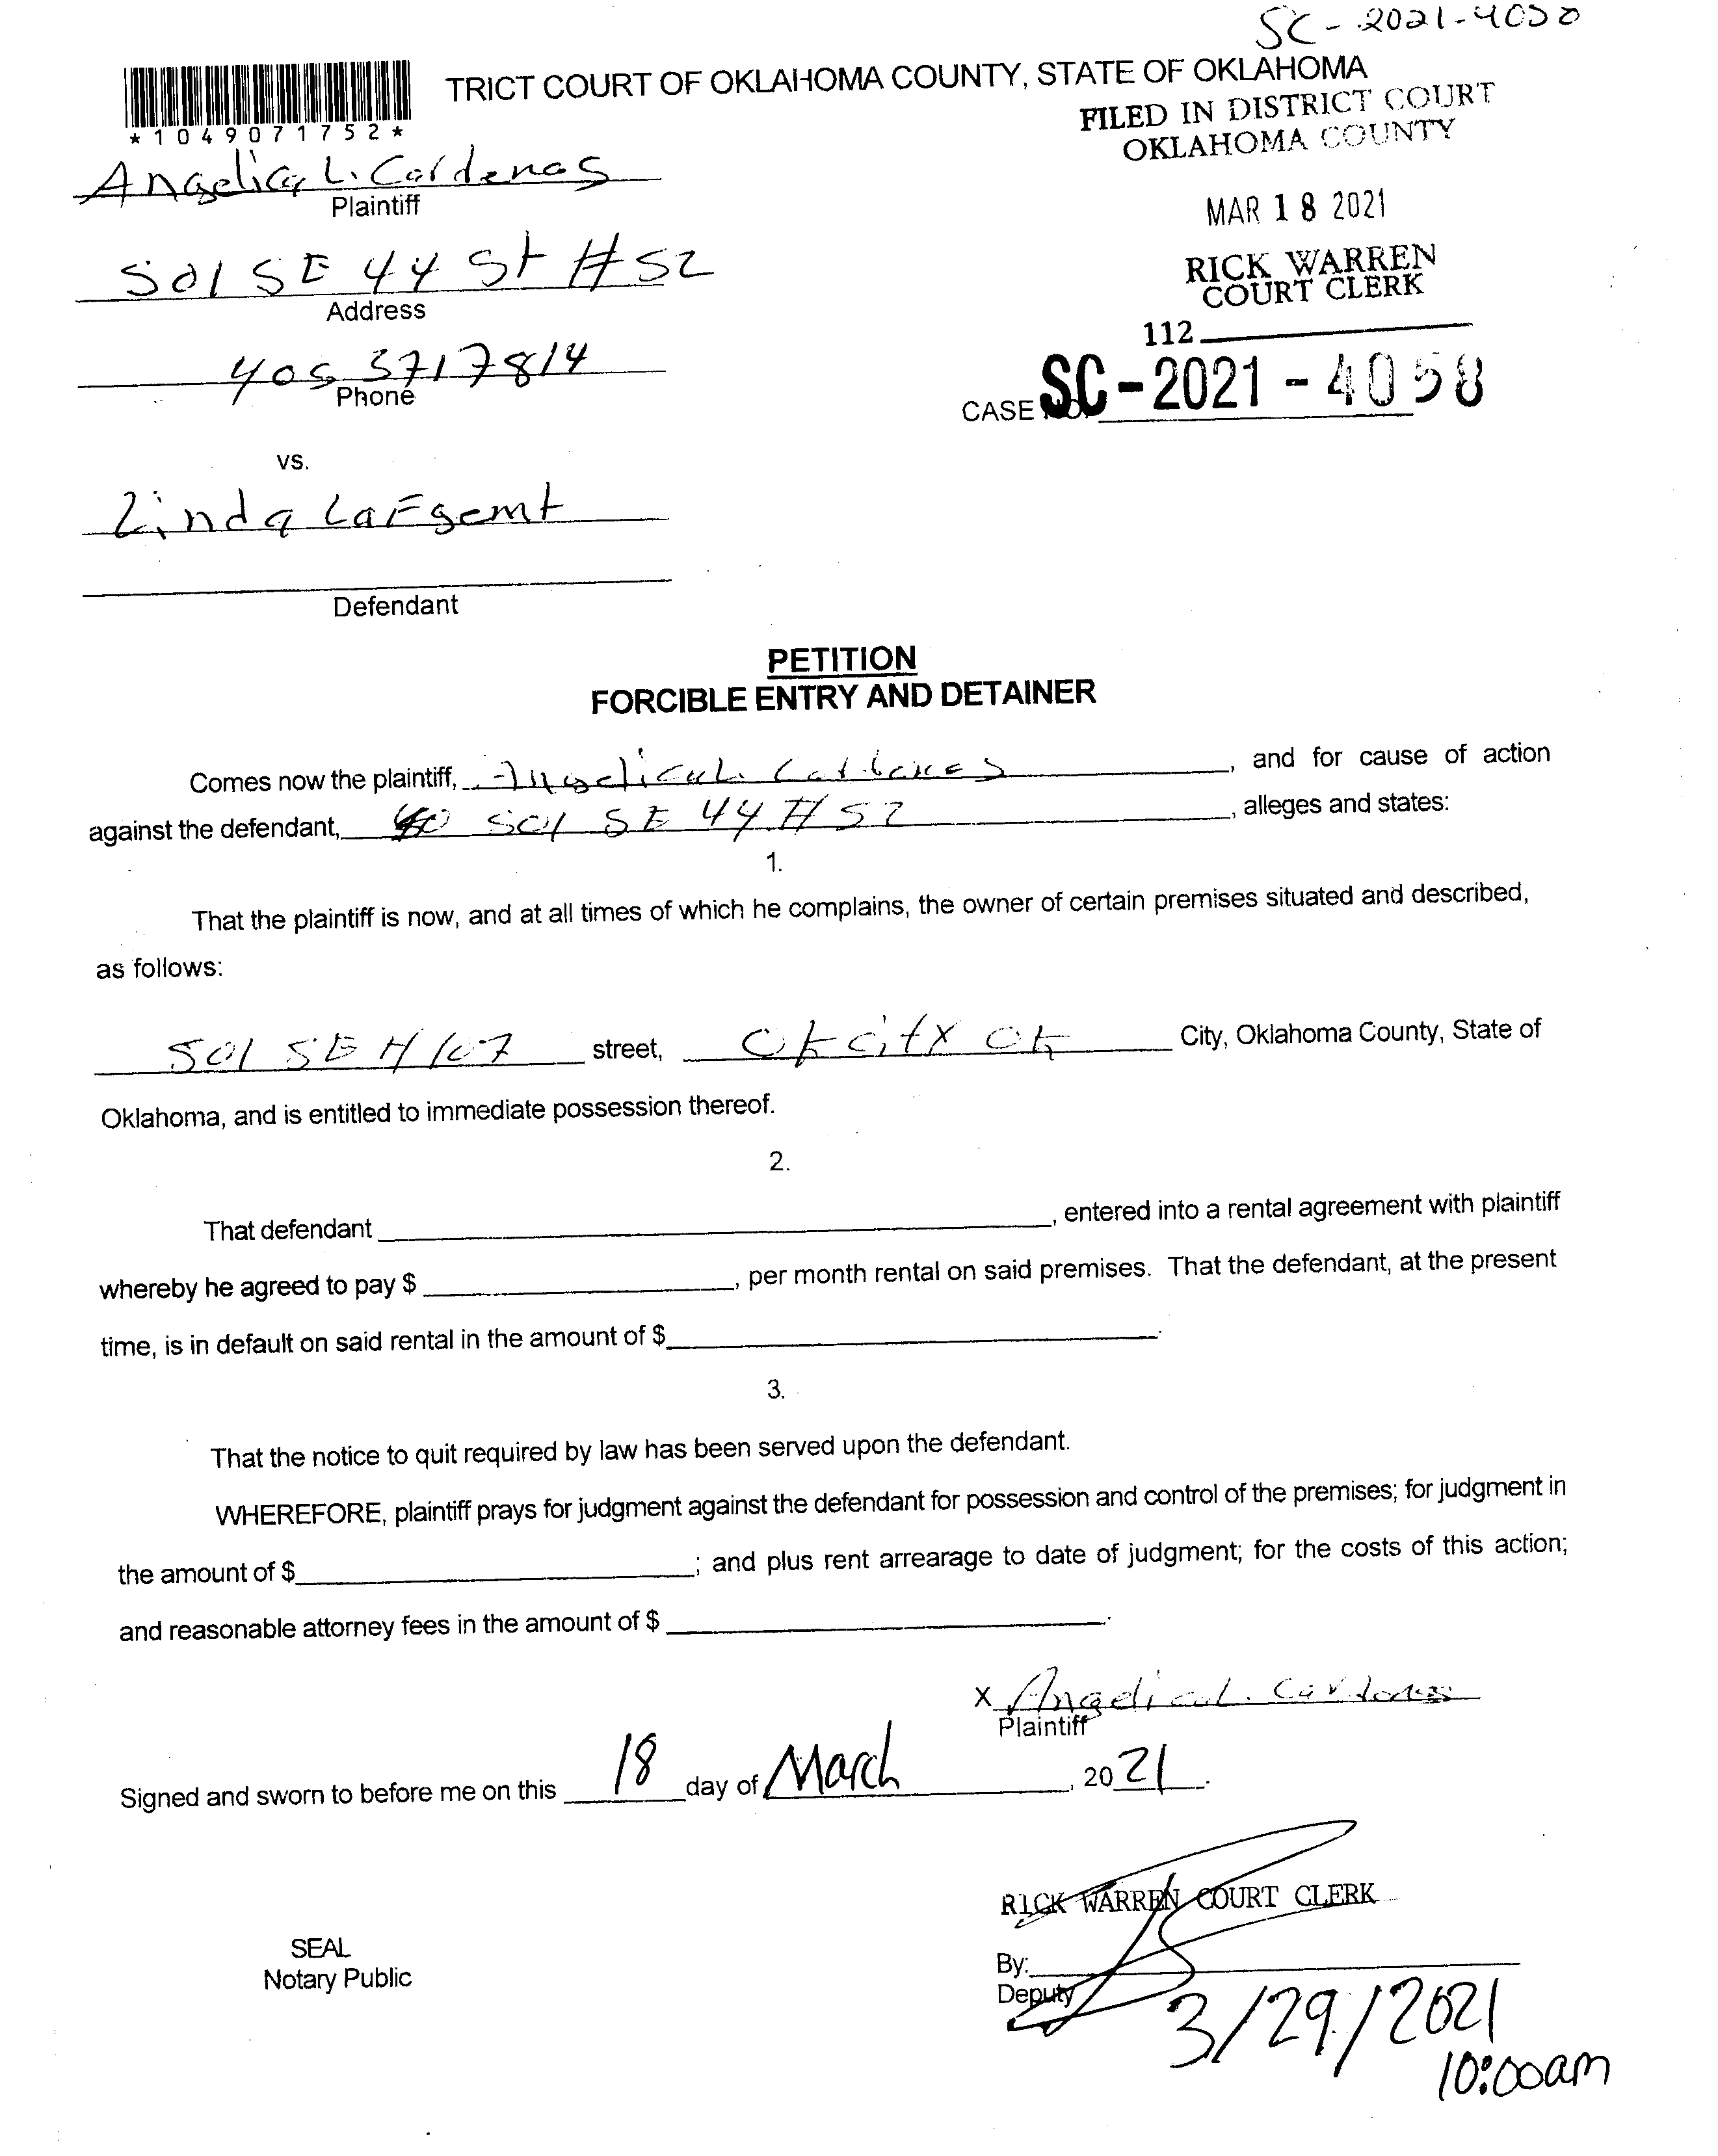 SC-2021-4050
TRICT COURT OF OKLAHOMA COUNTY, STATE OF OKLAHOMA
*1049071752*
FILED IN DISTRICT COURT
OKLAHOMA COUNTY
Angelica L. Cardenas
Plaintiff
MAR 18 2021
501 SE 44 St #52
Address
RICK WARREN
COURT CLERK
112
405 3717814
Phone
CASE NO. SC-2021-4058
vs.
Linda
Defendant
PETITION
FORCIBLE ENTRY AND DETAINER
Comes now the plaintiff, Angelica L. Cardenas, and for cause of action
against the defendant, 501 SE 44 #52, alleges and states:
1.
That the plaintiff is now, and at all times of which he complains, the owner of certain premises situated and described,
as follows:
501 SE # 107 street, Ok City Ok City, Oklahoma County, State of
Oklahoma, and is entitled to immediate possession thereof.
2.
That defendant , entered into a rental agreement with plaintiff
whereby he agreed to pay $ , per month rental on said premises. That the defendant, at the present
time, is in default on said rental in the amount of $ .
3.
That the notice to quit required by law has been served upon the defendant.
WHEREFORE, plaintiff prays for judgment against the defendant for possession and control of the premises; for judgment in
the amount of $ ; and plus rent arrearage to date of judgment; for the costs of this action;
and reasonable attorney fees in the amount of $ .
X Angelica L. Cardenas
Plaintiff
Signed and sworn to before me on this 18 day of March , 2021.
RICK WARREN COURT CLERK
SEAL
Notary Public
By:
Deputy
3/29/2021
10:00am